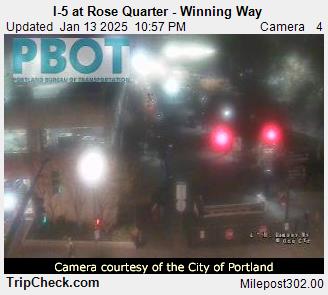 I-5 at Rose Quarter - Winning Way
Updated Jan 13 2025 10:57 PM Camera 4
PBOT
PORTLAND BUREAU OF TRANSPORTATION
Camera courtesy of the City of Portland
TripCheck.com Milepost302.00